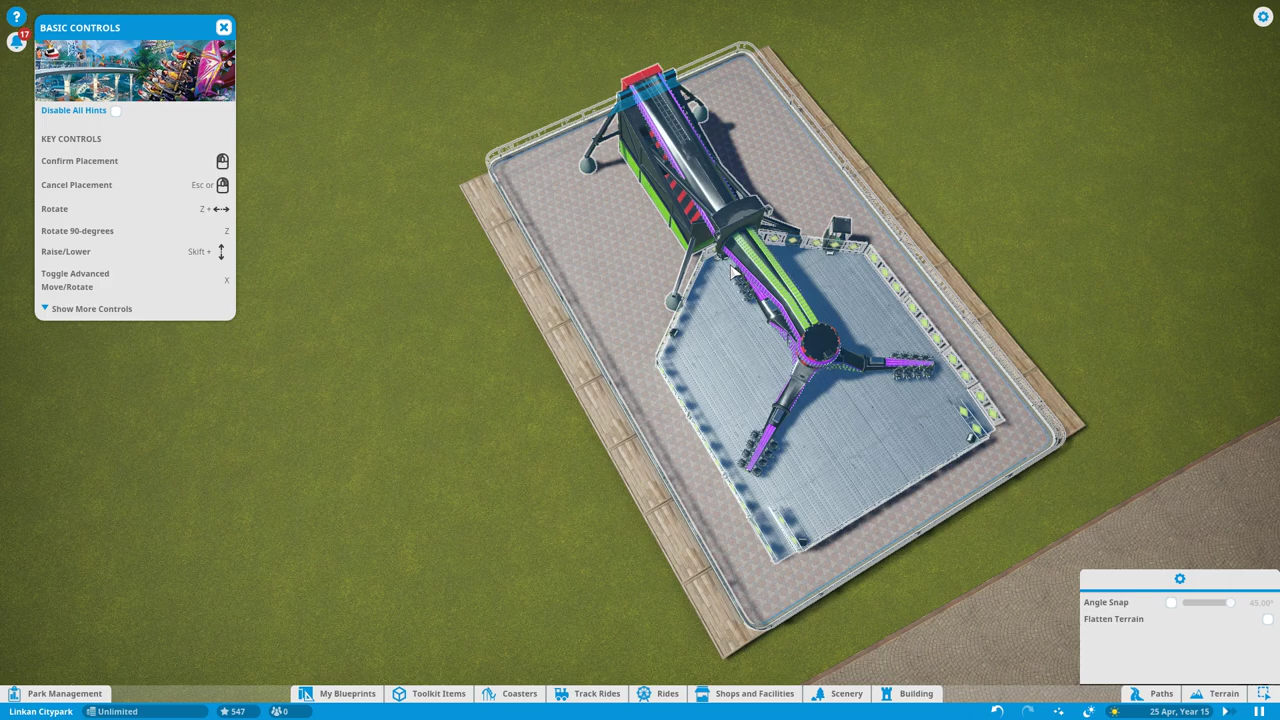 ?
17
BASIC CONTROLS
Disable All Hints
KEY CONTROLS
Confirm Placement
Cancel Placement Esc or
Rotate Z +
Rotate 90-degrees Z
Raise/Lower Skift +
Toggle Advanced
Move/Rotate X
Show More Controls
Angle Snap 45.00°
Flatten Terrain
Park Management My Blueprints Toolkit Items Coasters Track Rides Rides Shops and Facilities Scenery Building Paths Terrain
Linkan Citypark Unlimited 547 0 25 Apr, Year 15